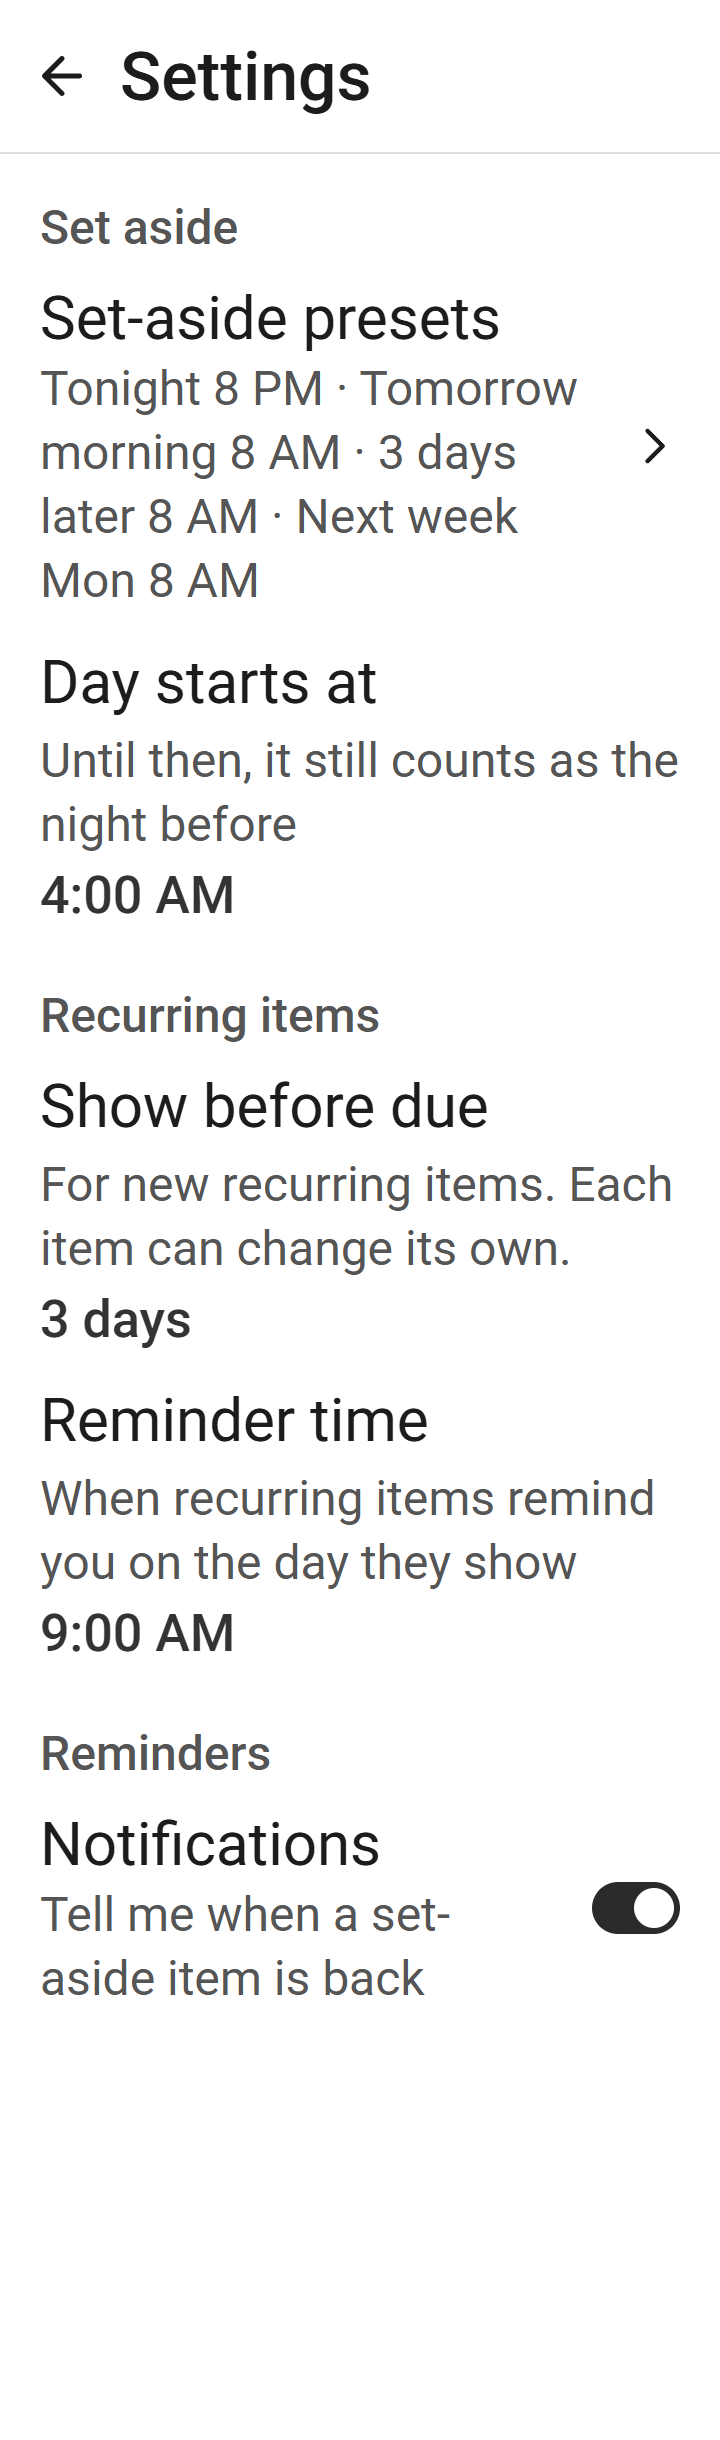 Settings
Set aside
Set-aside presets
Tonight 8 PM · Tomorrow
morning 8 AM · 3 days
later 8 AM · Next week
Mon 8 AM
Day starts at
Until then, it still counts as the
night before
4:00 AM
Recurring items
Show before due
For new recurring items. Each
item can change its own.
3 days
Reminder time
When recurring items remind
you on the day they show
9:00 AM
Reminders
Notifications
Tell me when a set-
aside item is back